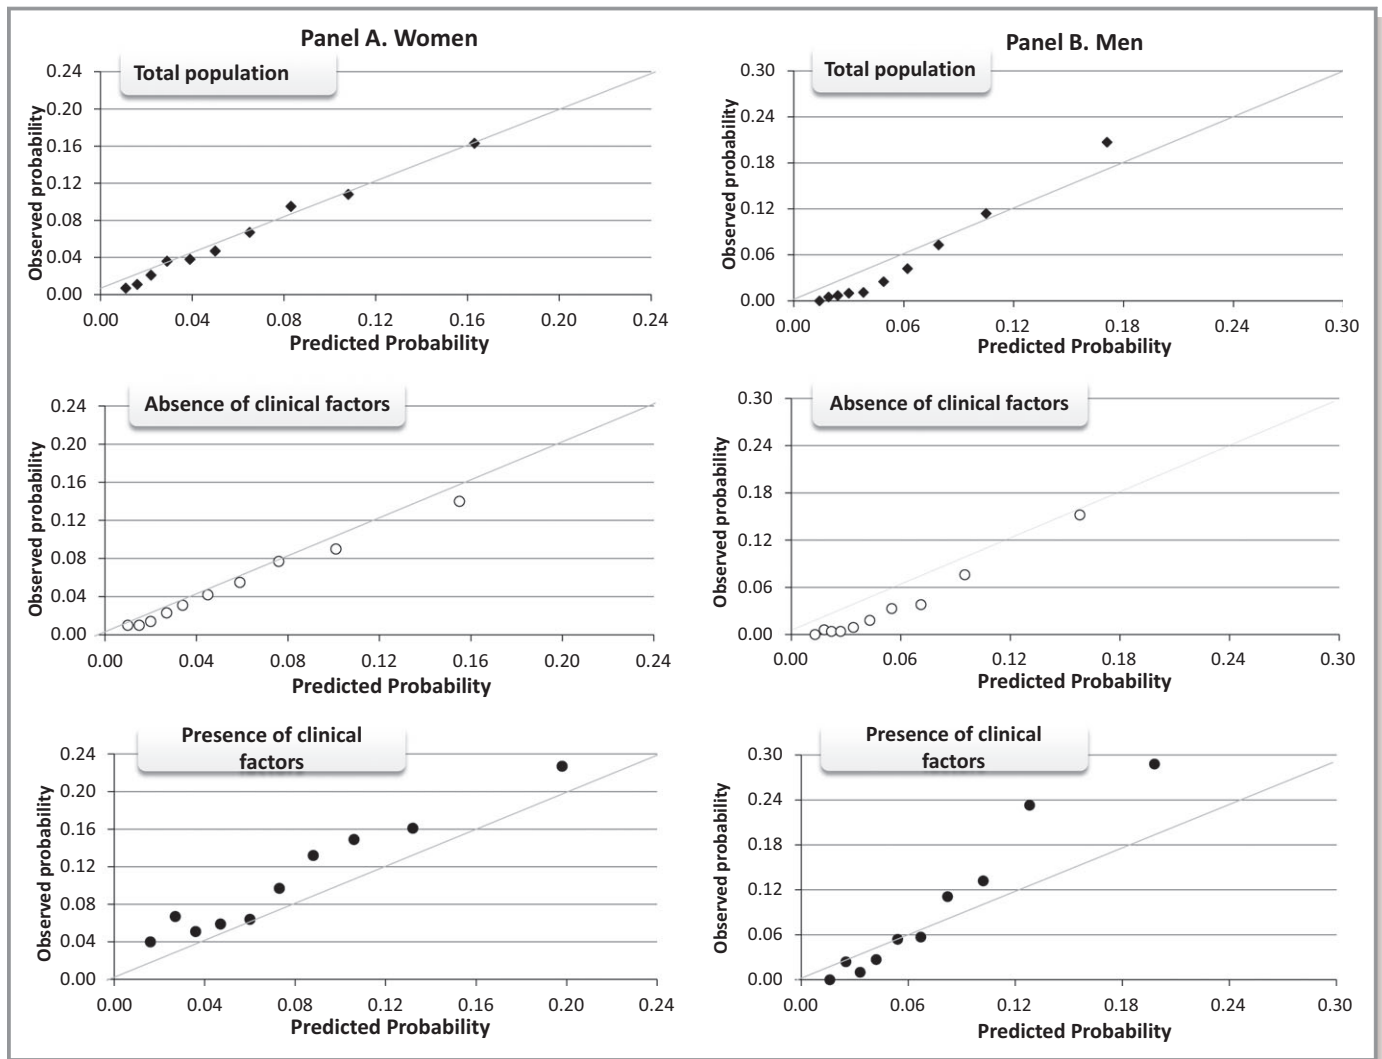 Panel A. Women
Total population
Observed probability
0.24
0.20
0.16
0.12
0.08
0.04
0.00
0.00 0.04 0.08 0.12 0.16 0.20 0.24
Predicted Probability
Absence of clinical factors
Observed probability
0.24
0.20
0.16
0.12
0.08
0.04
0.00
0.00 0.04 0.08 0.12 0.16 0.20 0.24
Predicted Probability
Presence of clinical
factors
Observed probability
0.24
0.20
0.16
0.12
0.08
0.04
0.00
0.00 0.04 0.08 0.12 0.16 0.20 0.24
Predicted Probability
Panel B. Men
Total population
Observed probability
0.30
0.24
0.18
0.12
0.06
0.00
0.00 0.06 0.12 0.18 0.24 0.30
Predicted Probability
Absence of clinical factors
Observed probability
0.30
0.24
0.18
0.12
0.06
0.00
0.00 0.06 0.12 0.18 0.24 0.30
Predicted Probability
Presence of clinical
factors
Observed probability
0.30
0.24
0.18
0.12
0.06
0.00
0.00 0.06 0.12 0.18 0.24 0.30
Predicted Probability